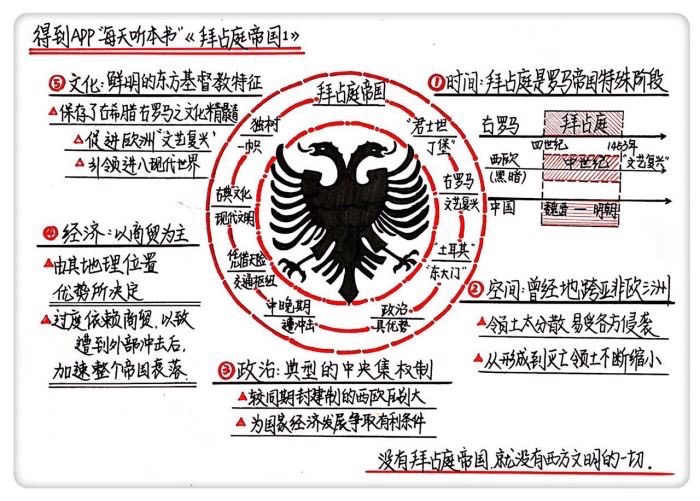 得到APP“每天听本书”《拜占庭帝国1》
⑤文化:鲜明的东方基督教特征
保存了古希腊古罗马之文化精髓
促进欧洲“文艺复兴”
引领进入现代世界
④经济:以商贸为主
由其地理位置
优势所决定
过度依赖商贸,以致
遭到外部冲击后,
加速整个帝国衰落.
拜占庭帝国
独树
一帜
“君士坦
丁堡”
古典文化
现代文明
古罗马
文艺复兴
凭借天险
交通枢纽
“土耳其”
“东大门”
中晚期
遭冲击
政治
具优势
①时间:拜占庭是罗马帝国特殊阶段
古罗马
拜占庭
四世纪
1453年
西欧
(黑暗)
中世纪
“文艺复兴”
中国
魏晋——明朝
②空间:曾经地跨亚非欧三洲
领土太分散,易受各方侵袭
从形成到灭亡领土不断缩小
③政治:典型的中央集权制
较同期封建制的西欧区别大
为国家经济发展争取有利条件
没有拜占庭帝国,就没有西方文明的一切.